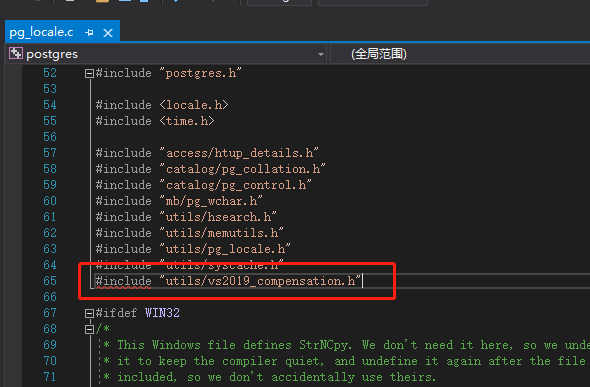 pg_locale.c
postgres
(全局范围)
52 #include "postgres.h"
53
54 #include <locale.h>
55 #include <time.h>
56
57 #include "access/htup_details.h"
58 #include "catalog/pg_collation.h"
59 #include "catalog/pg_control.h"
60 #include "mb/pg_wchar.h"
61 #include "utils/hsearch.h"
62 #include "utils/memutils.h"
63 #include "utils/pg_locale.h"
64 #include "utils/syscache.h"
65 #include "utils/vs2019_compensation.h"
66
67 #ifdef WIN32
68 /*
69 * This Windows file defines StrNCpy. We don't need it here, so we unde
70 * it to keep the compiler quiet, and undefine it again after the file
71 * included, so we don't accidentally use theirs.